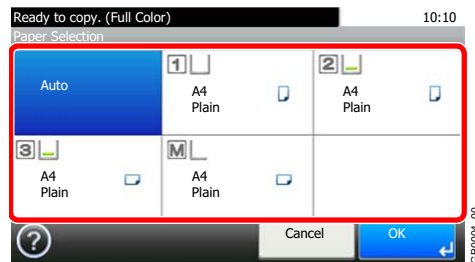 Ready to copy. (Full Color) 10:10
Paper Selection
Auto
1
A4
Plain
2
A4
Plain
3
A4
Plain
M
A4
Plain
?
Cancel
OK